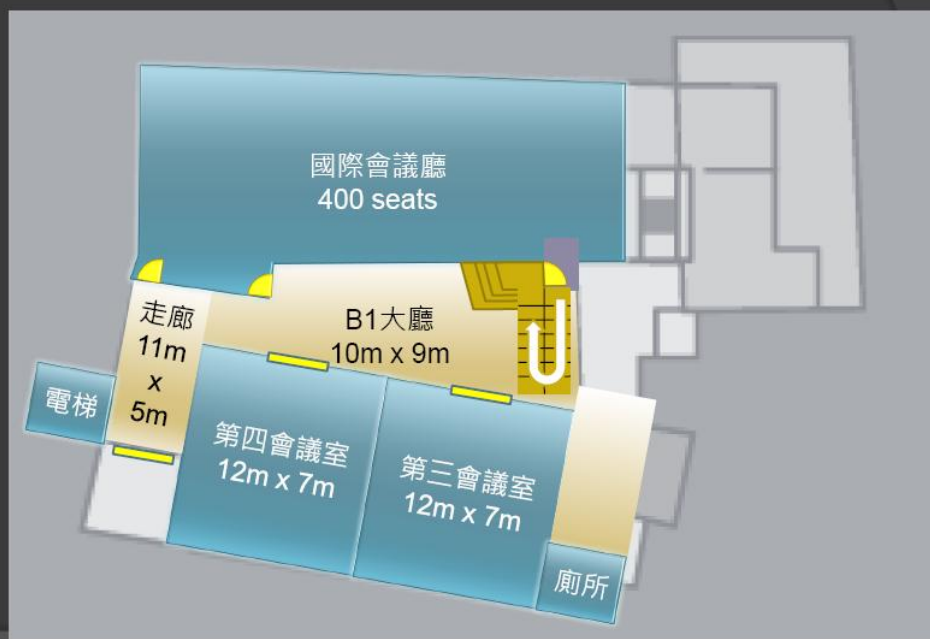 國際會議廳
400 seats
走廊
11m
x
5m
B1大廳
10m x 9m
電梯
第四會議室
12m x 7m
第三會議室
12m x 7m
廁所